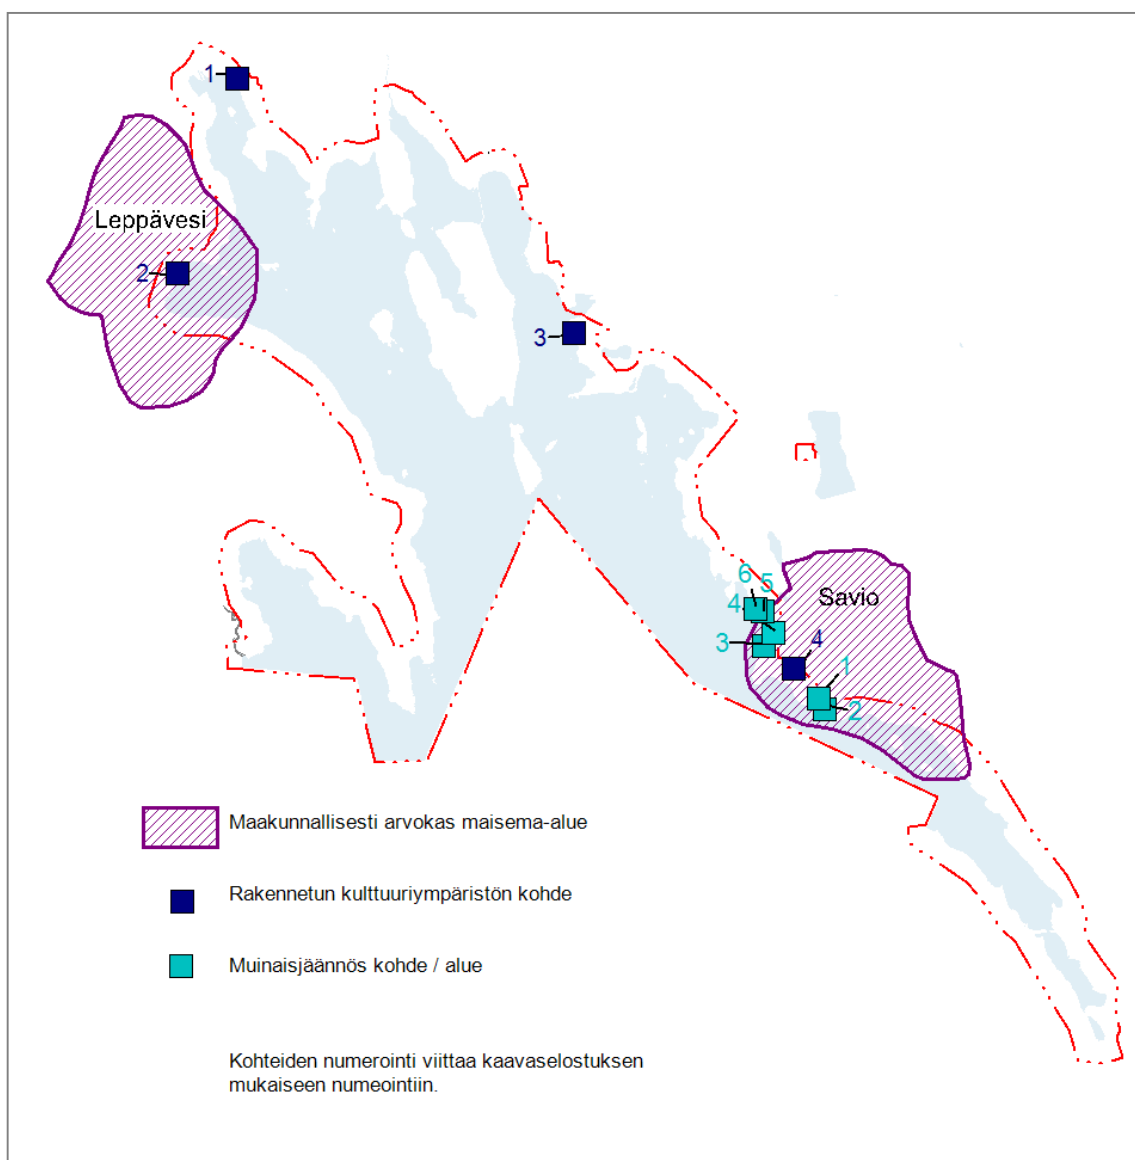 1
Leppävesi
2
3
6 5
4
Savio
3
4
1
2
Maakunnallisesti arvokas maisema-alue
Rakennetun kulttuuriympäristön kohde
Muinaisjäännös kohde / alue
Kohteiden numerointi viittaa kaavaselostuksen
mukaiseen numeointiin.